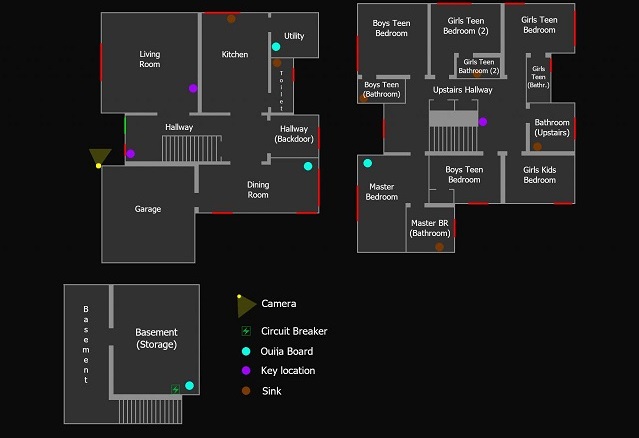 Living
Room
Kitchen
Utility
Toilet
Hallway
Hallway
(Backdoor)
Dining
Room
Garage
Boys Teen
Bedroom
Girls Teen
Bedroom (2)
Girls Teen
Bedroom
Girls Teen
Bathroom (2)
Girls
Teen
(Bathr.)
Boys Teen
(Bathroom)
Upstairs Hallway
Bathroom
(Upstairs)
Master
Bedroom
Boys Teen
Bedroom
Girls Kids
Bedroom
Master BR
(Bathroom)
Basement
Basement
(Storage)
Camera
Circuit Breaker
Ouija Board
Key location
Sink